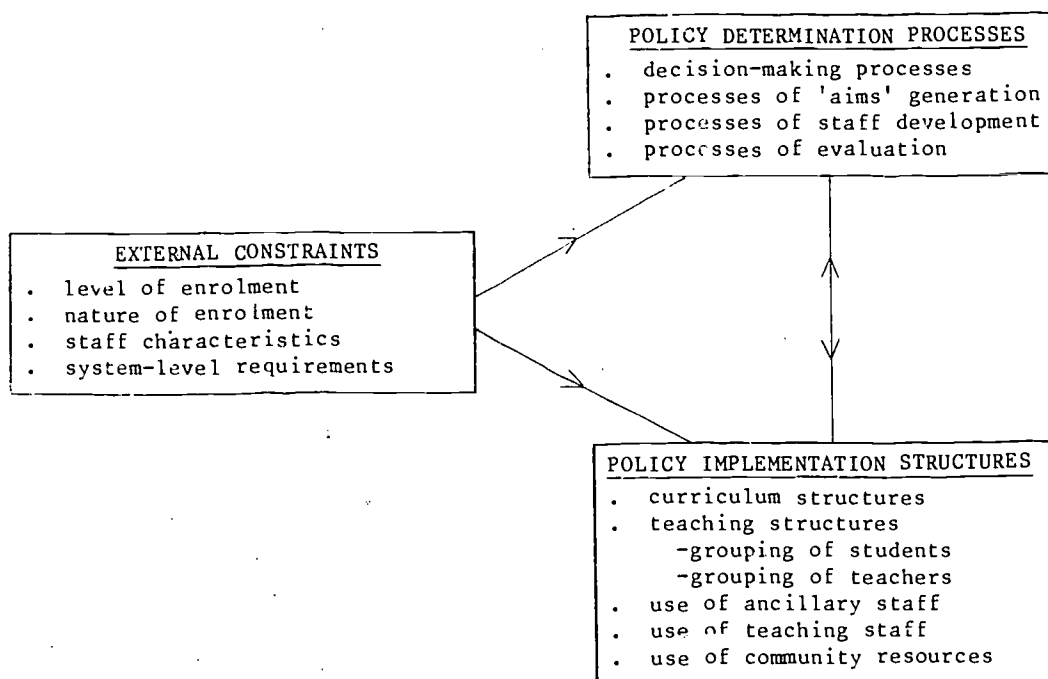 POLICY DETERMINATION PROCESSES
. decision-making processes
. processes of 'aims' generation
. processes of staff development
. processes of evaluation
EXTERNAL CONSTRAINTS
. level of enrolment
. nature of enrolment
. staff characteristics
. system-level requirements
POLICY IMPLEMENTATION STRUCTURES
. curriculum structures
. teaching structures
-grouping of students
-grouping of teachers
. use of ancillary staff
. use of teaching staff
. use of community resources